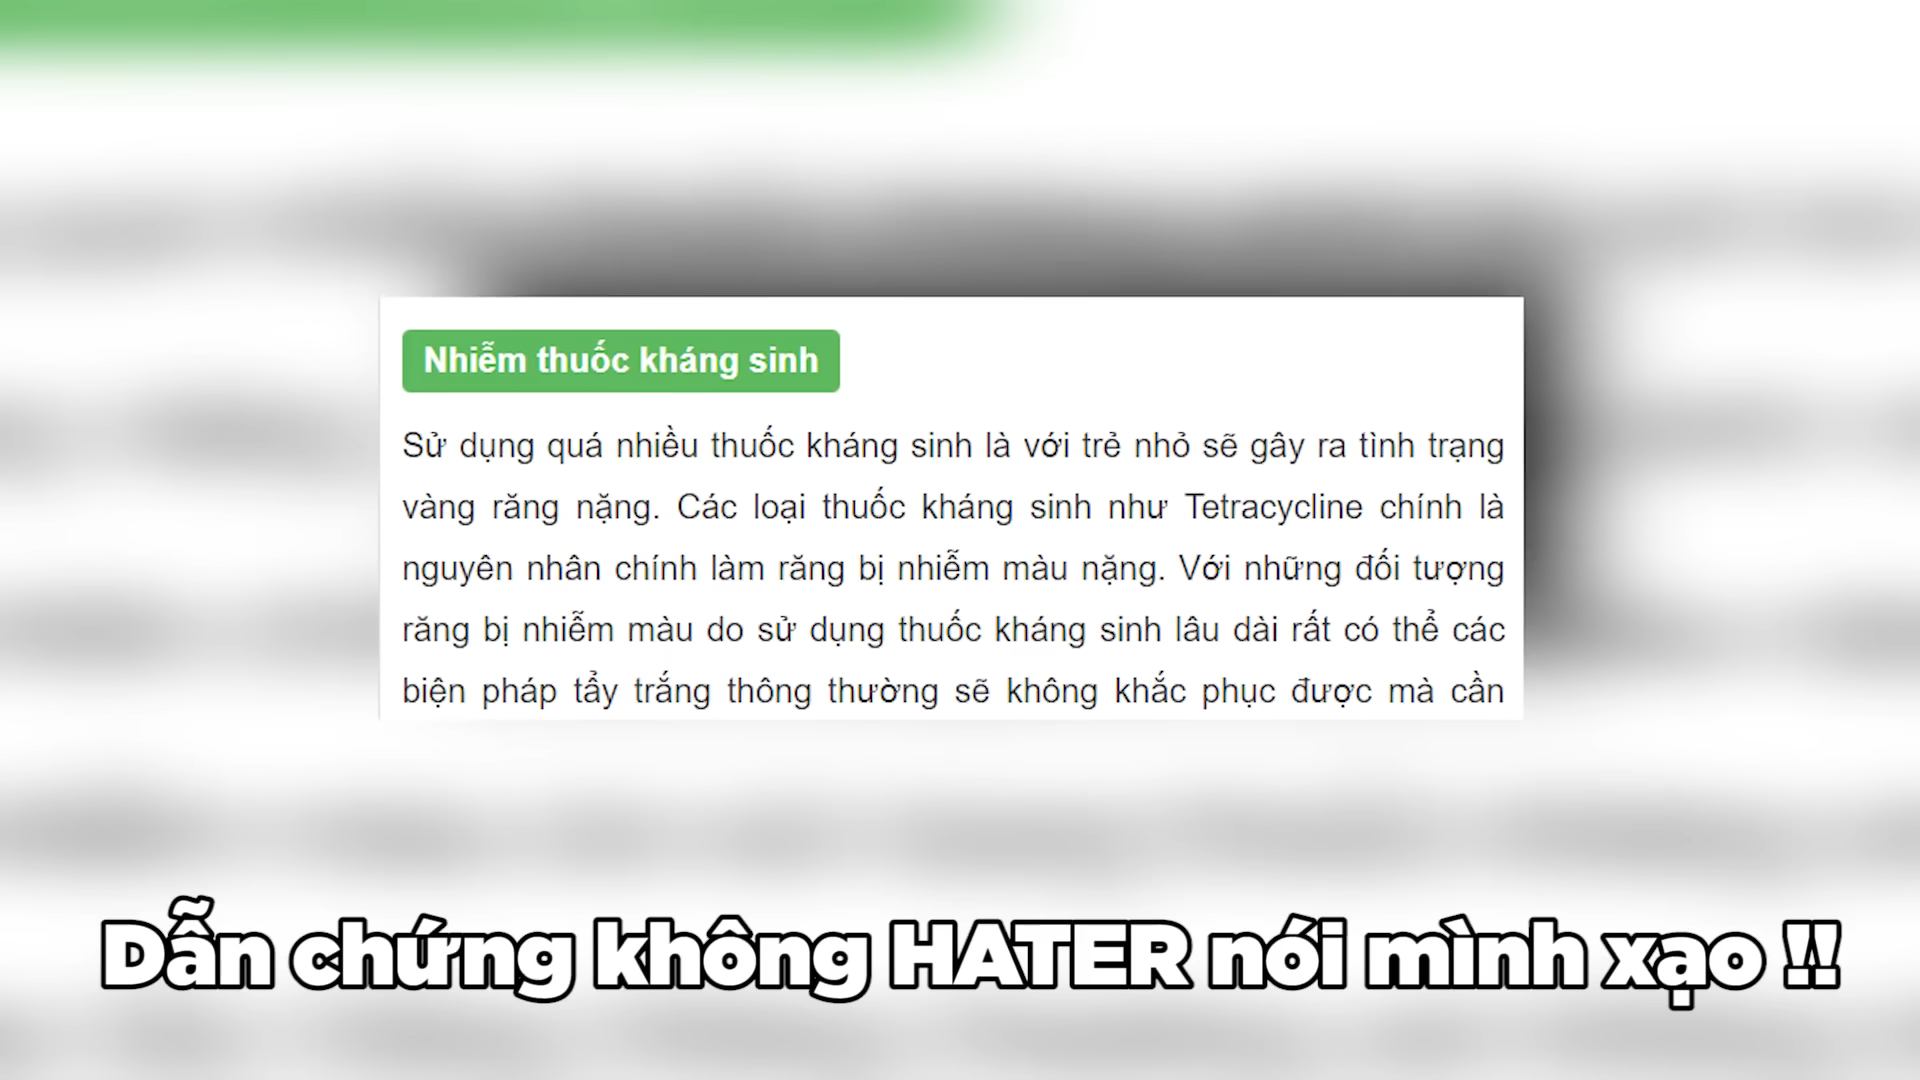 Nhiễm thuốc kháng sinh
Sử dụng quá nhiều thuốc kháng sinh là với trẻ nhỏ sẽ gây ra tình trạng
vàng răng nặng. Các loại thuốc kháng sinh như Tetracycline chính là
nguyên nhân chính làm răng bị nhiễm màu nặng. Với những đối tượng
răng bị nhiễm màu do sử dụng thuốc kháng sinh lâu dài rất có thể các
biện pháp tẩy trắng thông thường sẽ không khắc phục được mà cần
Dẫn chứng không HATER nói mình xạo !!